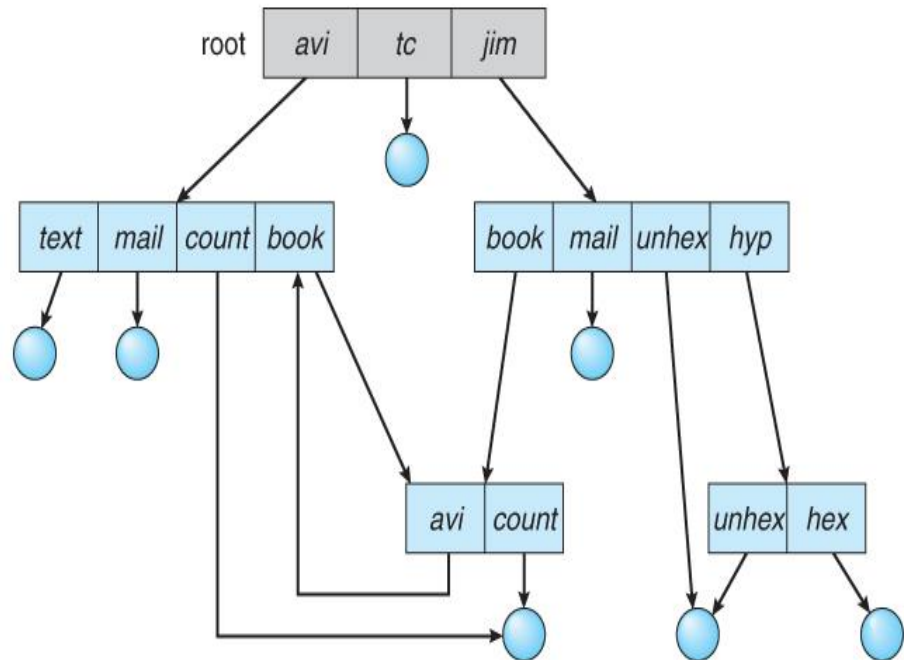 root avi tc jim
text mail count book book mail unhex hyp
avi count unhex hex